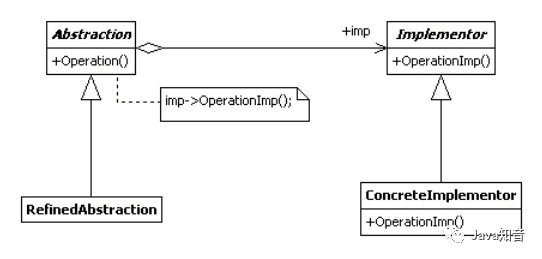 Abstraction
+Operation()
+imp
Implementor
+OperationImp()
imp->OperationImp();
RefinedAbstraction
ConcreteImplementor
+OperationImp()
Java知音